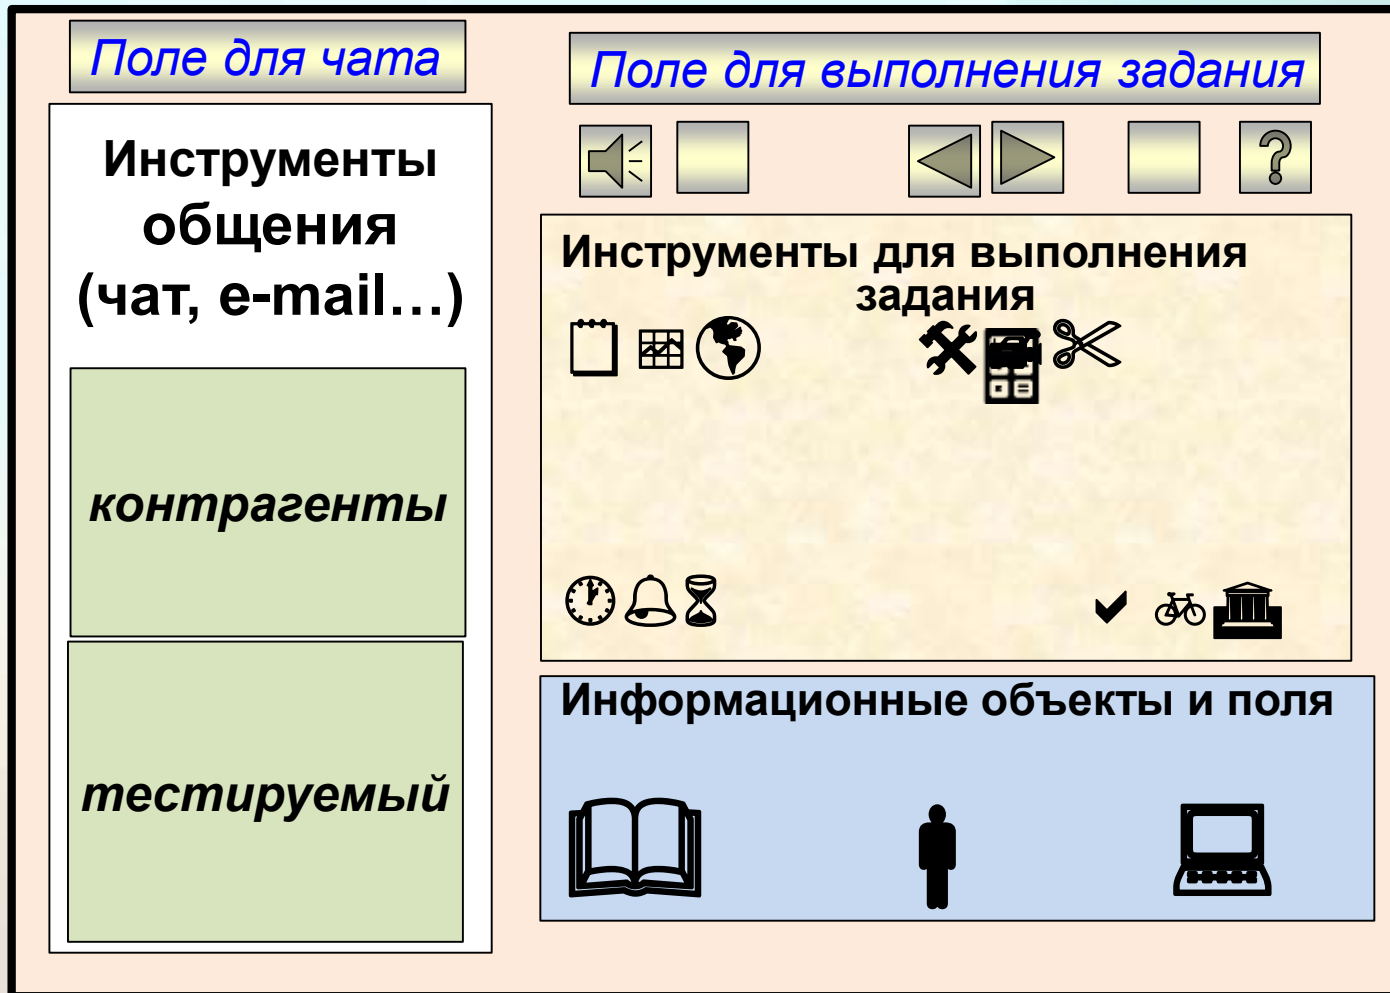 Поле для чата
Инструменты
общения
(чат, e-mail…)
контрагенты
тестируемый
Поле для выполнения задания
?
Инструменты для выполнения
задания
Информационные объекты и поля